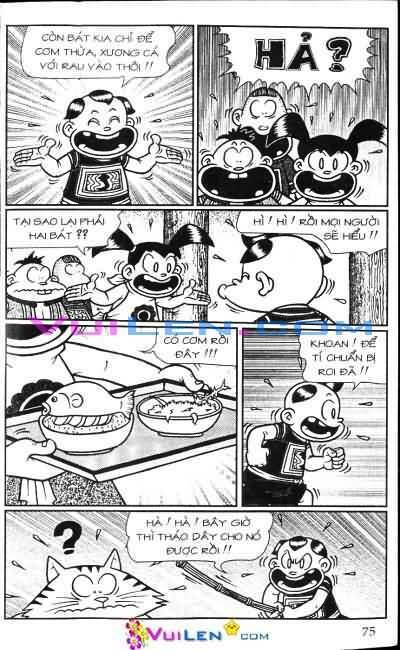 CÒN BÁT KIA CHỈ ĐỂ
CƠM THỪA, XƯƠNG CÁ
VỚI RAU VÀO THÔI !!
HẢ?
TẠI SAO LẠI PHẢI
HAI BÁT ??
HÌ ! HÌ ! RỒI MỌI NGƯỜI
SẼ HIỂU !!
VUILEN.COM
CÓ CƠM RỒI
ĐÂY !!!
KHOAN ! ĐỂ
TÍ CHUẨN BỊ
ROI ĐÃ !!
?
HÀ ! HÀ ! BÂY GIỜ
THÌ THÁO DÂY CHO NÓ
ĐƯỢC RỒI !!
75
VUILEN.COM